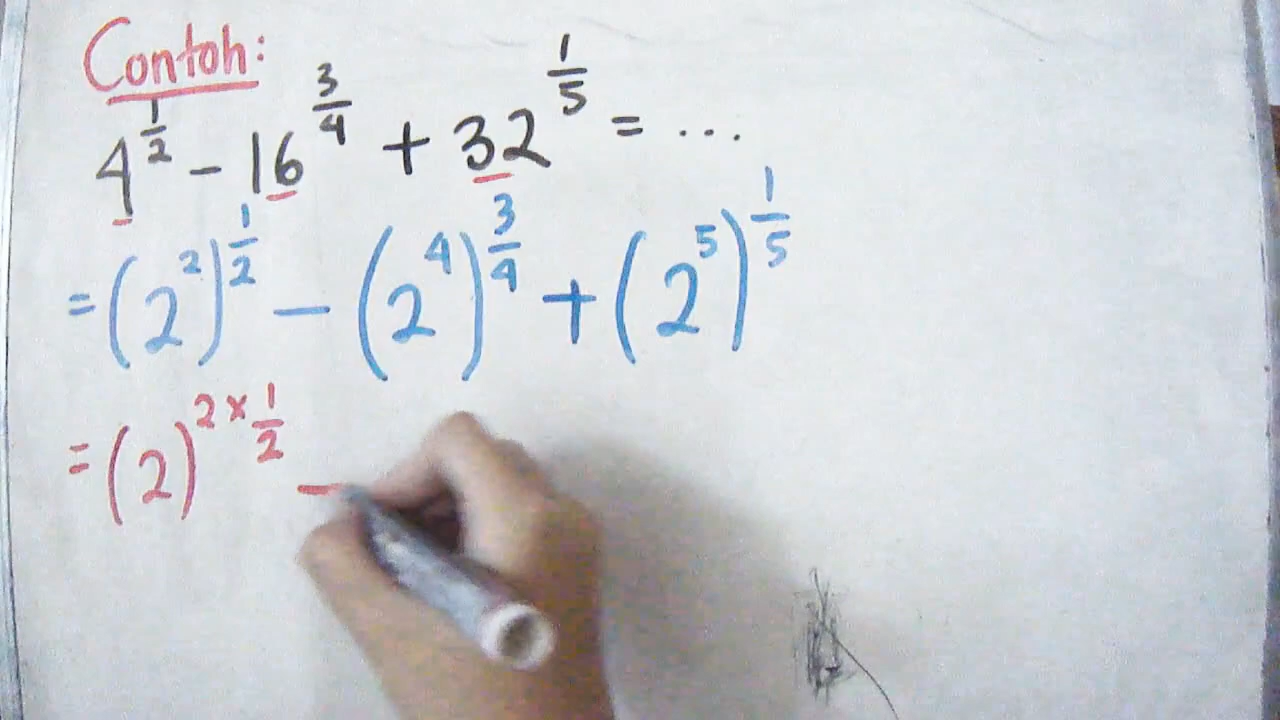 Contoh:
4^(1/2) - 16^(3/4) + 32^(1/5) = ...
= (2^2)^(1/2) - (2^4)^(3/4) + (2^5)^(1/5)
= (2)^(2 × 1/2) -